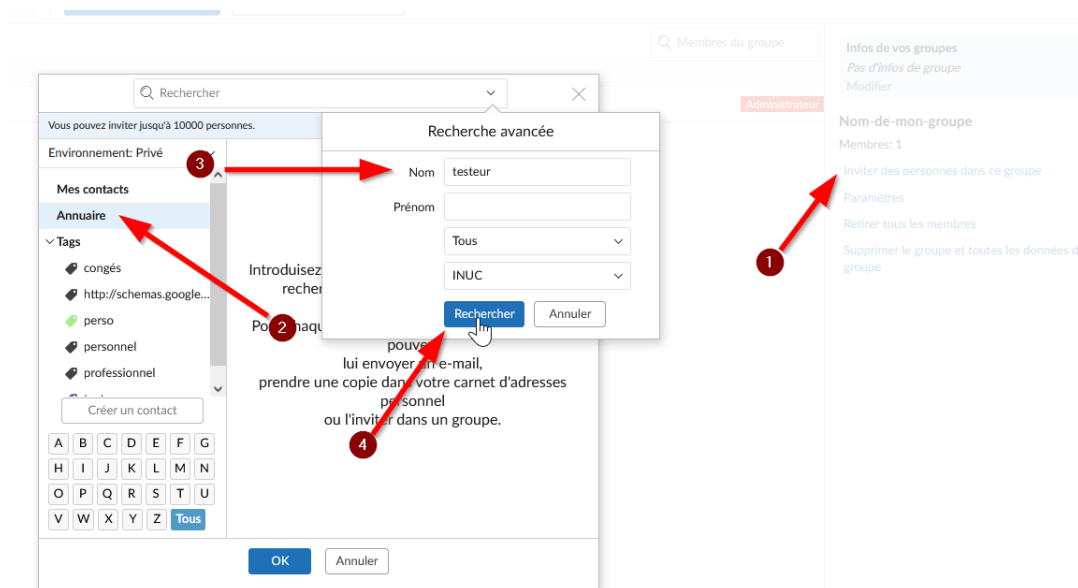 Membres du groupe
Infos de vos groupes
Pas d'infos de groupe
Modifier
Administrateur
Nom-de-mon-groupe
Membres: 1
Inviter des personnes dans ce groupe
Paramètres
Retirer tous les membres
Supprimer le groupe et toutes les données d
groupe
1
Rechercher
Vous pouvez inviter jusqu'à 10000 personnes.
Environnement: Privé
3
Mes contacts
Annuaire
Tags
congés
http://schemas.google...
perso
2
personnel
professionnel
Créer un contact
A B C D E F G
H I J K L M N
O P Q R S T U
V W X Y Z Tous
Recherche avancée
Nom testeur
Prénom
Tous
INUC
Rechercher Annuler
Introduisez
recher
pouve
lui envoyer un e-mail,
prendre une copie dans votre carnet d'adresses
personnel
ou l'inviter dans un groupe.
4
OK Annuler